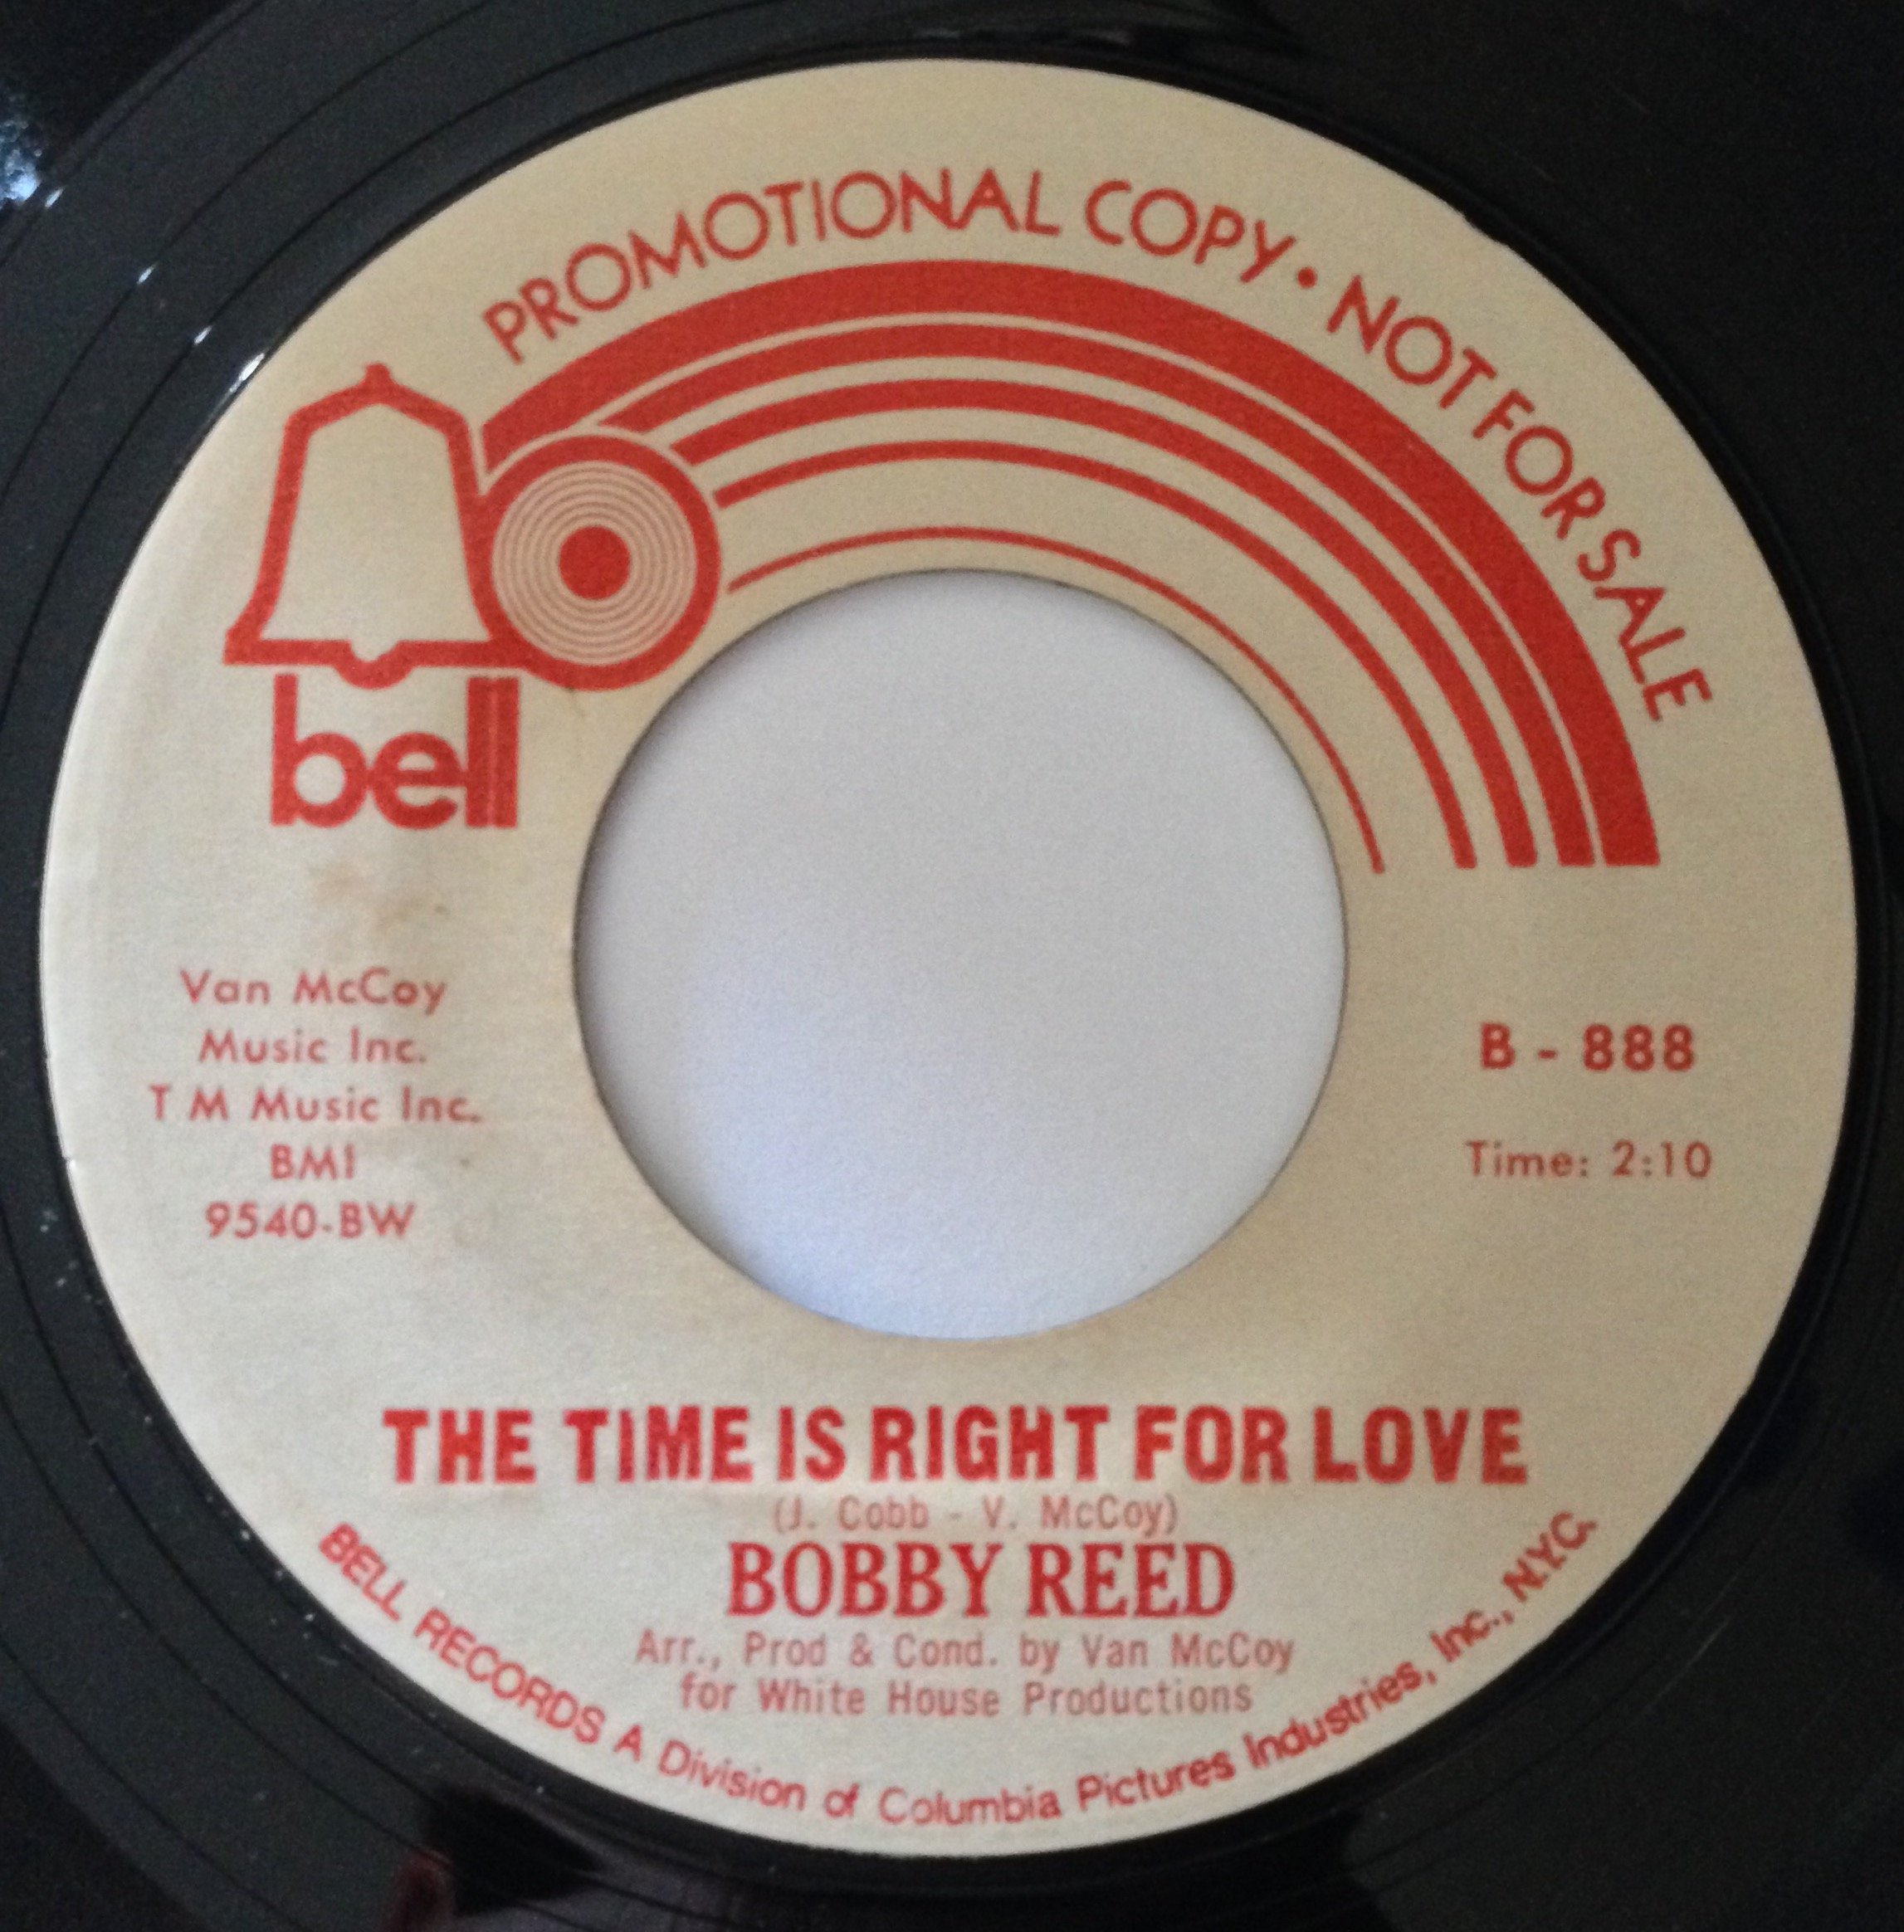 PROMOTIONAL COPY • NOT FOR SALE
bell
Van McCoy
Music Inc.
T M Music Inc.
BMI
9540-BW
B - 888
Time: 2:10
THE TIME IS RIGHT FOR LOVE
(J. Cobb - V. McCoy)
BOBBY REED
Arr., Prod & Cond. by Van McCoy
for White House Productions
BELL RECORDS A Division of Columbia Pictures Industries, Inc., N.Y.C.